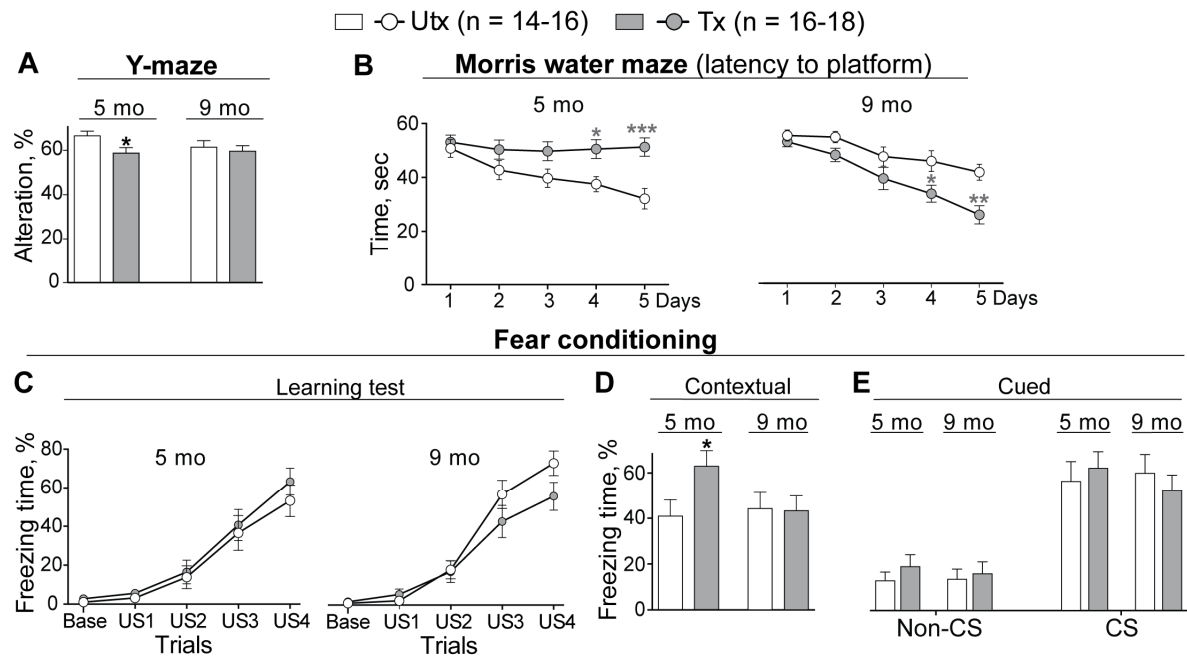 Utx (n = 14-16) Tx (n = 16-18)
A Y-maze
5 mo 9 mo
Alteration, %
60
40
20
0
*
B Morris water maze (latency to platform)
5 mo 9 mo
Time, sec
60
40
20
0
* ***
* **
1 2 3 4 5 Days
1 2 3 4 5 Days
Fear conditioning
C Learning test
5 mo 9 mo
Freezing time, %
80
60
40
20
0
Base US1 US2 US3 US4
Trials
Base US1 US2 US3 US4
Trials
D Contextual
5 mo 9 mo
*
Freezing time, %
60
40
20
0
E Cued
5 mo 9 mo 5 mo 9 mo
Non-CS CS